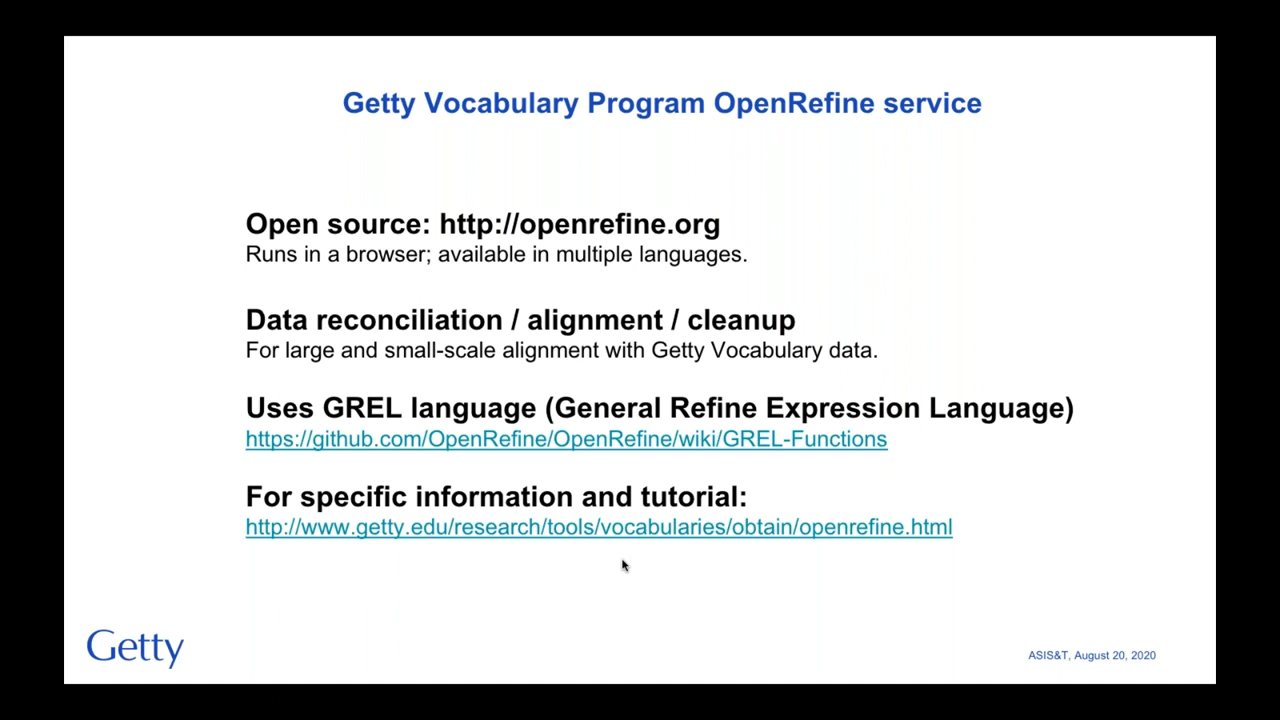 Getty Vocabulary Program OpenRefine service
Open source: http://openrefine.org
Runs in a browser; available in multiple languages.
Data reconciliation / alignment / cleanup
For large and small-scale alignment with Getty Vocabulary data.
Uses GREL language (General Refine Expression Language)
https://github.com/OpenRefine/OpenRefine/wiki/GREL-Functions
For specific information and tutorial:
http://www.getty.edu/research/tools/vocabularies/obtain/openrefine.html
Getty
ASIS&T, August 20, 2020